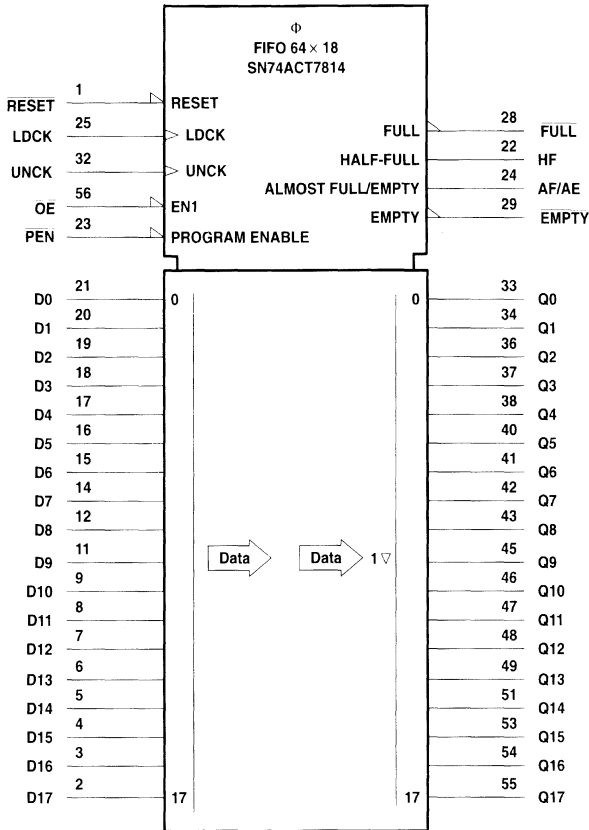 Φ
FIFO 64 × 18
SN74ACT7814
RESET 1 RESET
LDCK 25 LDCK
UNCK 32 UNCK
OE 56 EN1
PEN 23 PROGRAM ENABLE
FULL 28 FULL
HALF-FULL 22 HF
ALMOST FULL/EMPTY 24 AF/AE
EMPTY 29 EMPTY
D0 21 0 0 33 Q0
D1 20 34 Q1
D2 19 36 Q2
D3 18 37 Q3
D4 17 38 Q4
D5 16 40 Q5
D6 15 41 Q6
D7 14 42 Q7
D8 12 43 Q8
D9 11 Data Data 1 ▽ 45 Q9
D10 9 46 Q10
D11 8 47 Q11
D12 7 48 Q12
D13 6 49 Q13
D14 5 51 Q14
D15 4 53 Q15
D16 3 54 Q16
D17 2 17 17 55 Q17